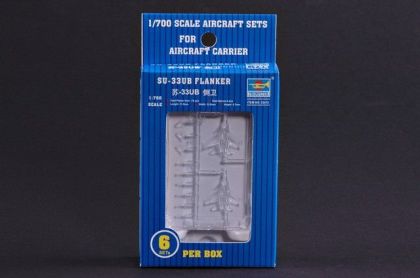 1/700 SCALE AIRCRAFT SETS
FOR
AIRCRAFT CARRIER
SU-33UB FLANKER
苏-33UB 侧卫
1:700
SCALE
6
SETS
PER BOX